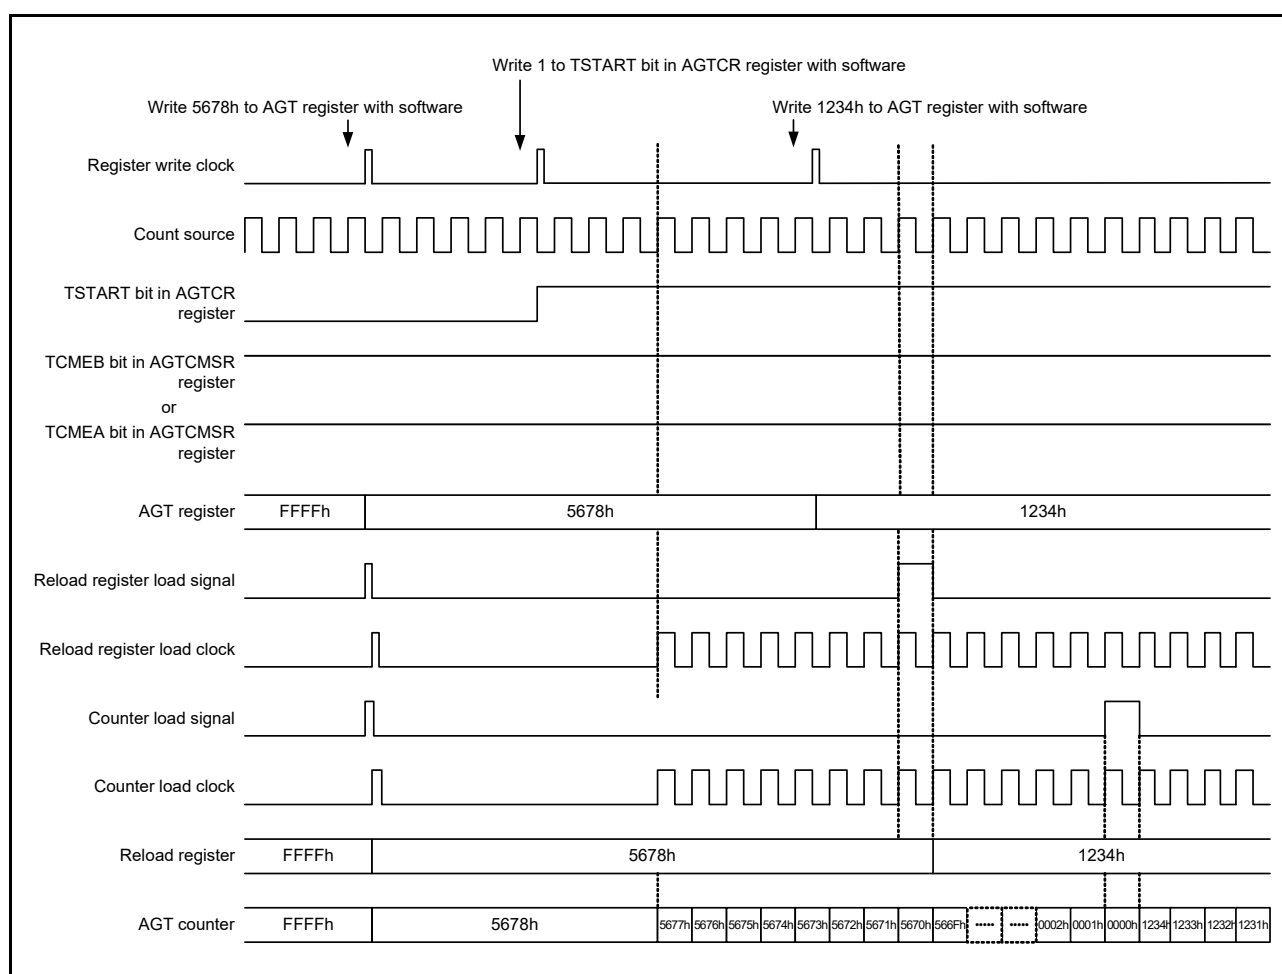 Write 1 to TSTART bit in AGTCR register with software
Write 5678h to AGT register with software
Write 1234h to AGT register with software
Register write clock
Count source
TSTART bit in AGTCR
register
TCMEB bit in AGTCMSR
register
or
TCMEA bit in AGTCMSR
register
AGT register FFFFh 5678h 1234h
Reload register load signal
Reload register load clock
Counter load signal
Counter load clock
Reload register FFFFh 5678h 1234h
AGT counter FFFFh 5678h 5677h 5676h 5675h 5674h 5673h 5672h 5671h 5670h 566Fh ····· ····· 0002h 0001h 0000h 1234h 1233h 1232h 1231h